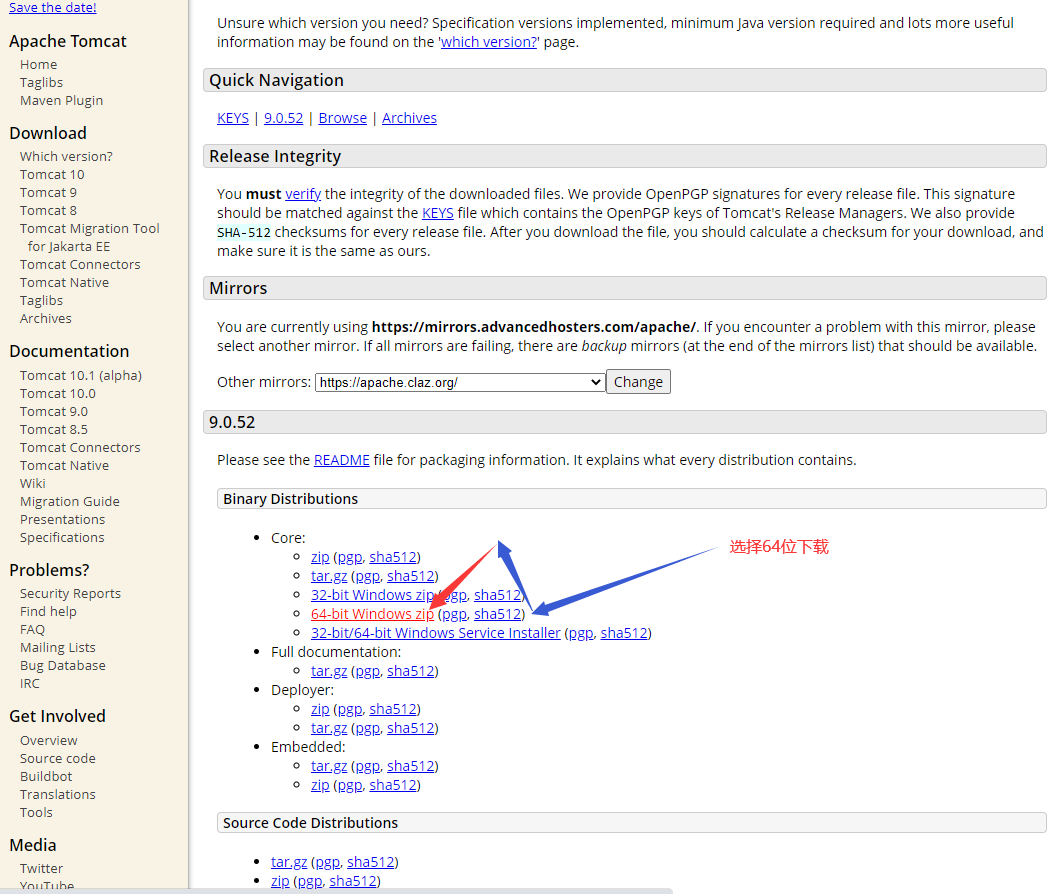 Save the date!
Apache Tomcat
Home
Taglibs
Maven Plugin
Download
Which version?
Tomcat 10
Tomcat 9
Tomcat 8
Tomcat Migration Tool
for Jakarta EE
Tomcat Connectors
Tomcat Native
Taglibs
Archives
Documentation
Tomcat 10.1 (alpha)
Tomcat 10.0
Tomcat 9.0
Tomcat 8.5
Tomcat Connectors
Tomcat Native
Wiki
Migration Guide
Presentations
Specifications
Problems?
Security Reports
Find help
FAQ
Mailing Lists
Bug Database
IRC
Get Involved
Overview
Source code
Buildbot
Translations
Tools
Media
Twitter
YouTube
Unsure which version you need? Specification versions implemented, minimum Java version required and lots more useful
information may be found on the 'which version?' page.
Quick Navigation
KEYS | 9.0.52 | Browse | Archives
Release Integrity
You must verify the integrity of the downloaded files. We provide OpenPGP signatures for every release file. This signature
should be matched against the KEYS file which contains the OpenPGP keys of Tomcat's Release Managers. We also provide
SHA-512 checksums for every release file. After you download the file, you should calculate a checksum for your download, and
make sure it is the same as ours.
Mirrors
You are currently using https://mirrors.advancedhosters.com/apache/. If you encounter a problem with this mirror, please
select another mirror. If all mirrors are failing, there are backup mirrors (at the end of the mirrors list) that should be available.
Other mirrors: https://apache.claz.org/ Change
9.0.52
Please see the README file for packaging information. It explains what every distribution contains.
Binary Distributions
Core:
zip (pgp, sha512)
tar.gz (pgp, sha512)
32-bit Windows zip (pgp, sha512)
64-bit Windows zip (pgp, sha512)
32-bit/64-bit Windows Service Installer (pgp, sha512)
选择64位下载
Full documentation:
tar.gz (pgp, sha512)
Deployer:
zip (pgp, sha512)
tar.gz (pgp, sha512)
Embedded:
tar.gz (pgp, sha512)
zip (pgp, sha512)
Source Code Distributions
tar.gz (pgp, sha512)
zip (pgp, sha512)